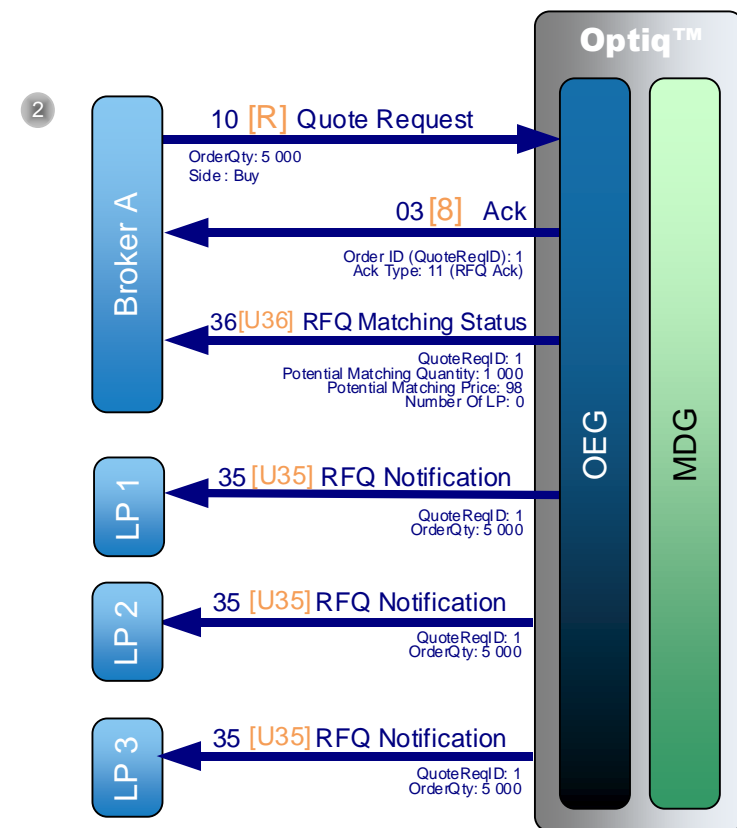 Optiq™
2
10 [R] Quote Request
OrderQty: 5 000
Side : Buy
Broker A
03 [8] Ack
Order ID (QuoteReqID): 1
Ack Type: 11 (RFQ Ack)
36 [U36] RFQ Matching Status
QuoteReqID: 1
Potential Matching Quantity: 1 000
Potential Matching Price: 98
Number Of LP: 0
OEG
MDG
LP 1
35 [U35] RFQ Notification
QuoteReqID: 1
OrderQty: 5 000
LP 2
35 [U35] RFQ Notification
QuoteReqID: 1
OrderQty: 5 000
LP 3
35 [U35] RFQ Notification
QuoteReqID: 1
OrderQty: 5 000